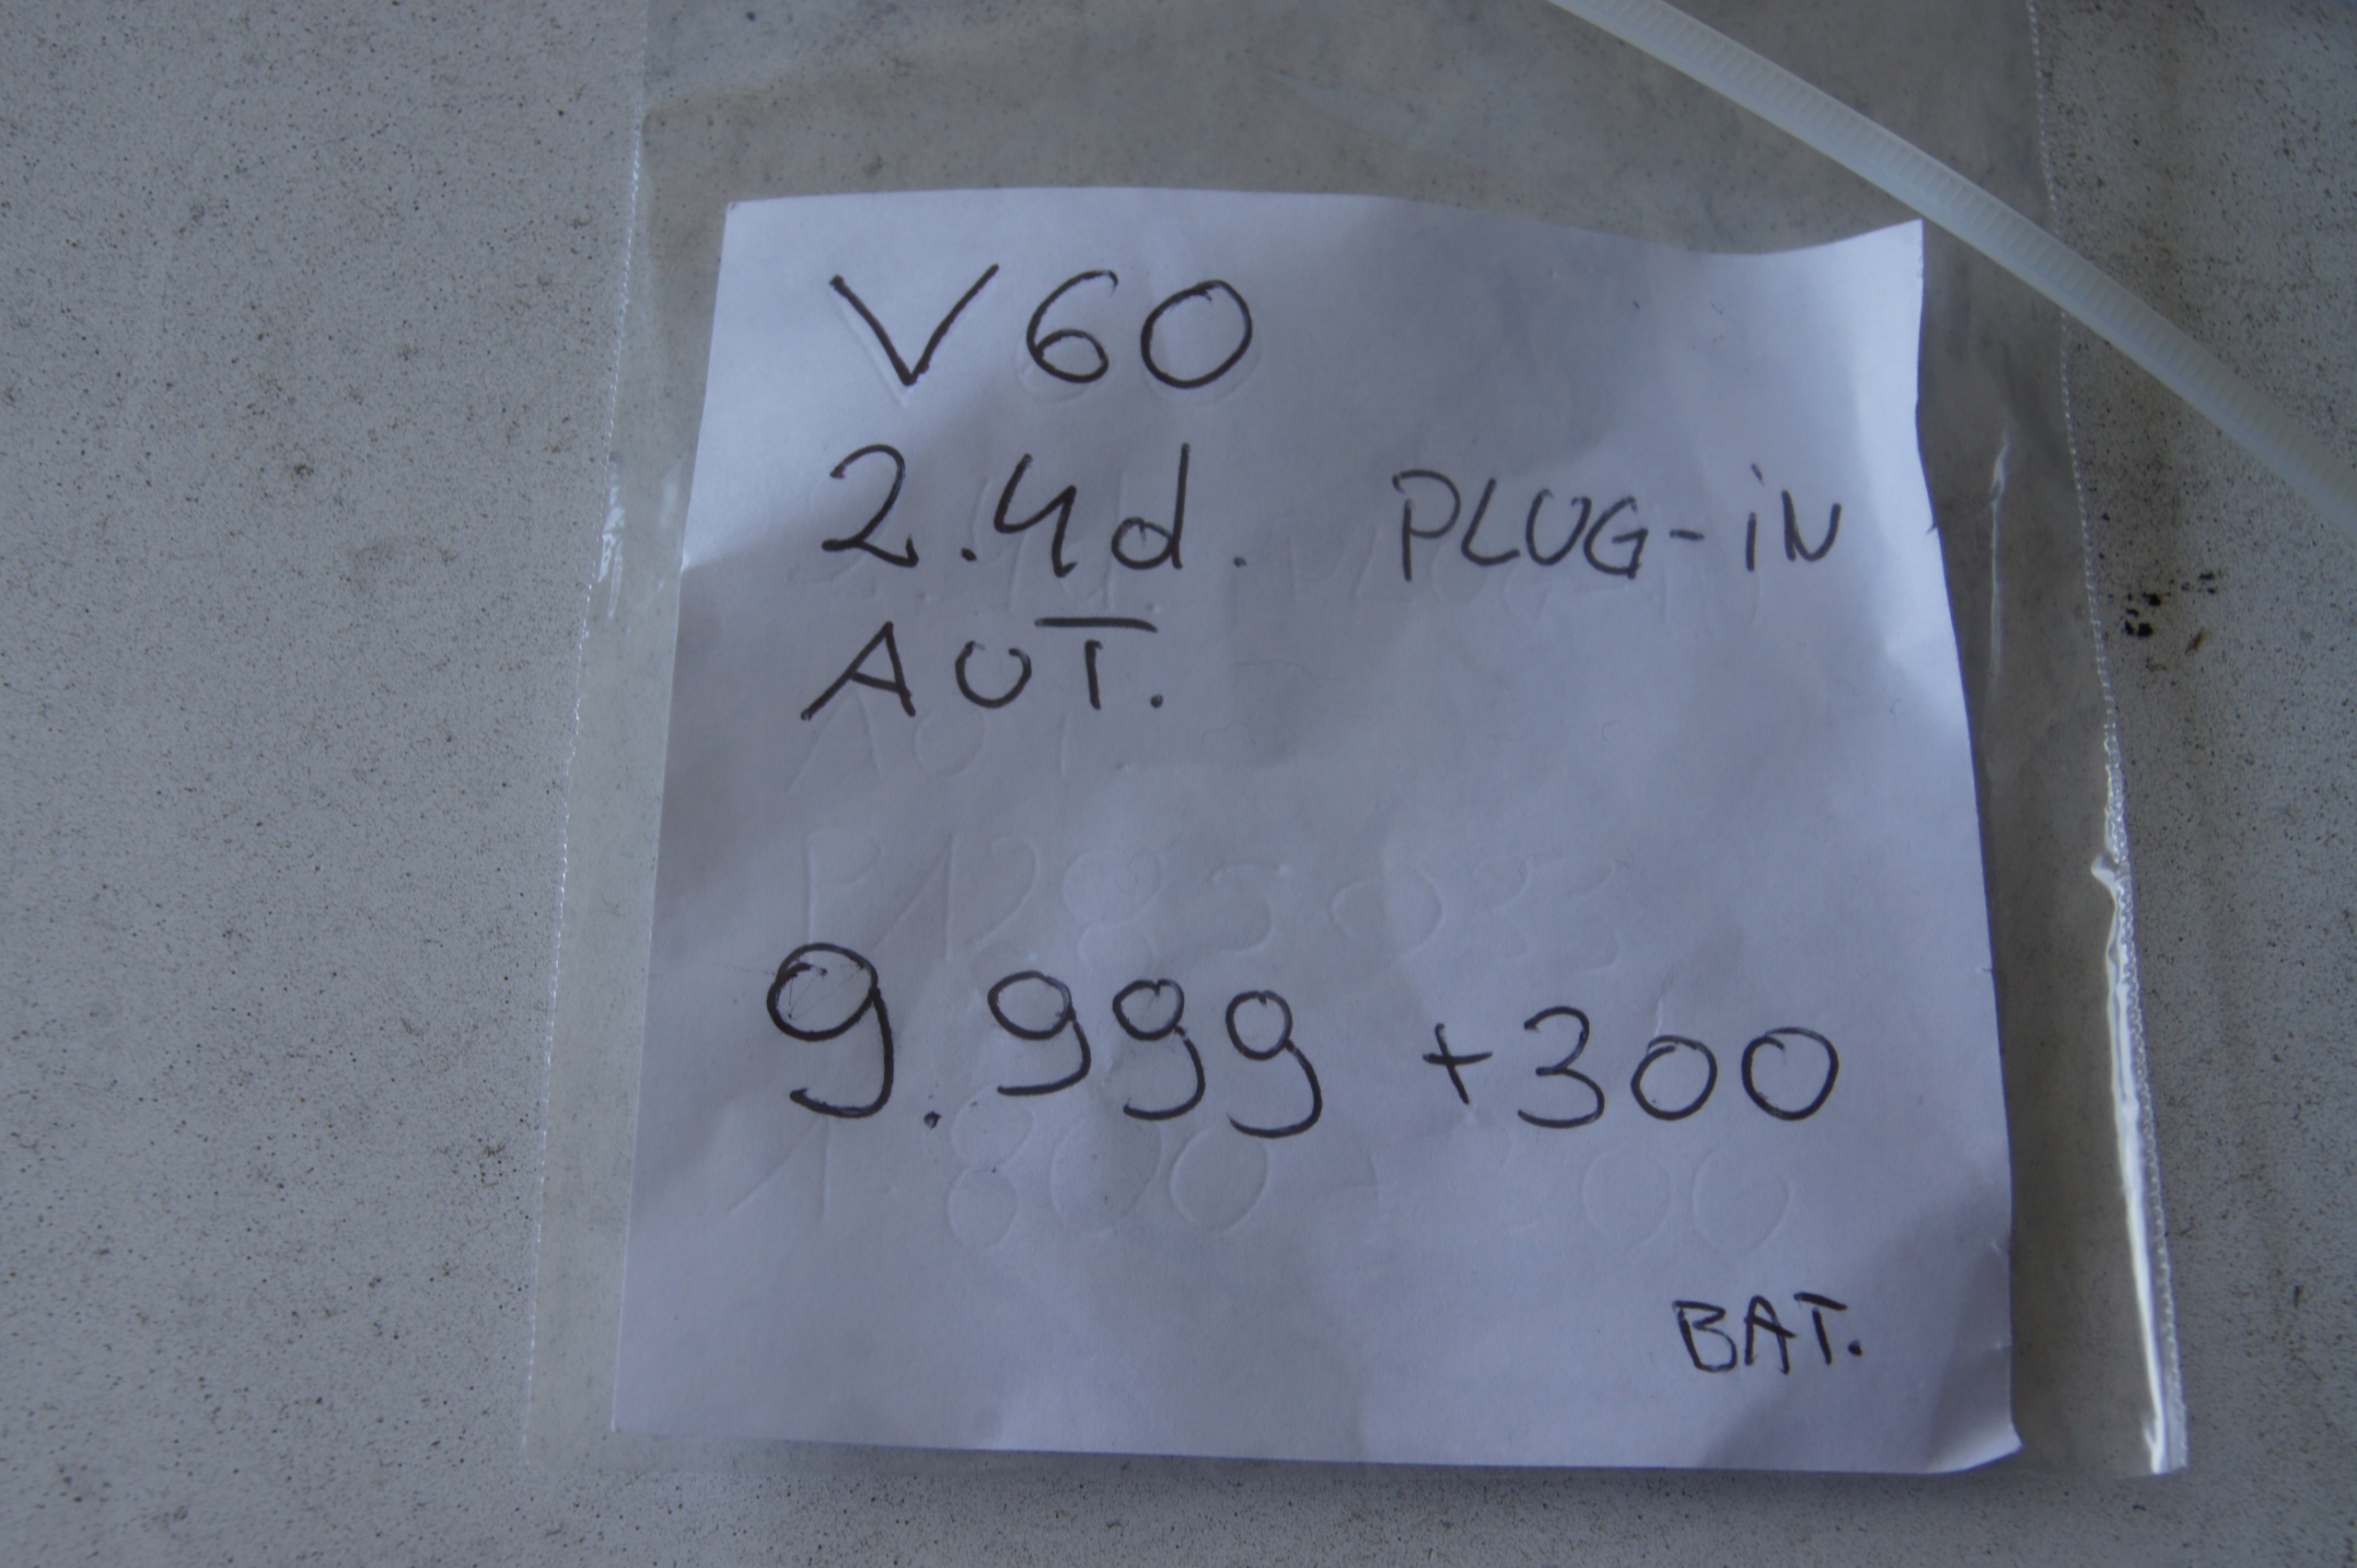 V60
2.4d. PLUG-iN
AUT.
9.999 +300
BAT.